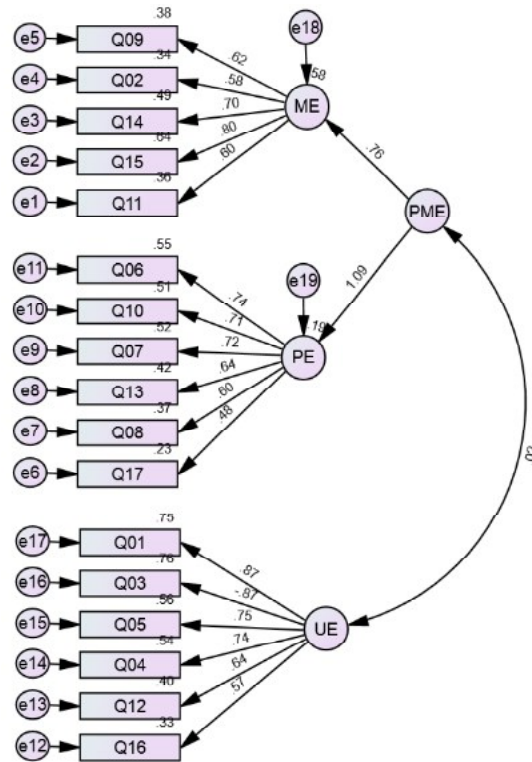 .38
e5 Q09
.34 .62 e18
e4 Q02 .58
.49 .58 ME
e3 Q14 .70
.64 .80 .76
e2 Q15
.36 .60
e1 Q11 PME
.55
e11 Q06
.51 .74 e19 1.09
e10 Q10 .71
.52 .72 .19
e9 Q07 PE
.42 .64
e8 Q13 .60
.37 .48
e7 Q08
.23
e6 Q17
.75
e17 Q01
.76 .87
e16 Q03 -.87
.56
e15 Q05 .75 UE
.54 .74
e14 Q04
.40 .64
e13 Q12 .57
.33
e12 Q16